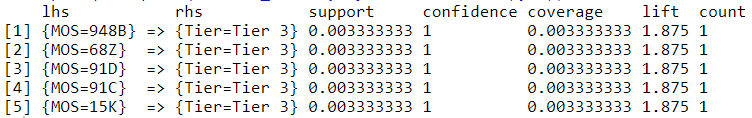 lhs rhs support confidence coverage lift count
[1] {MOS=948B} => {Tier=Tier 3} 0.003333333 1 0.003333333 1.875 1
[2] {MOS=68Z} => {Tier=Tier 3} 0.003333333 1 0.003333333 1.875 1
[3] {MOS=91D} => {Tier=Tier 3} 0.003333333 1 0.003333333 1.875 1
[4] {MOS=91C} => {Tier=Tier 3} 0.003333333 1 0.003333333 1.875 1
[5] {MOS=15K} => {Tier=Tier 3} 0.003333333 1 0.003333333 1.875 1